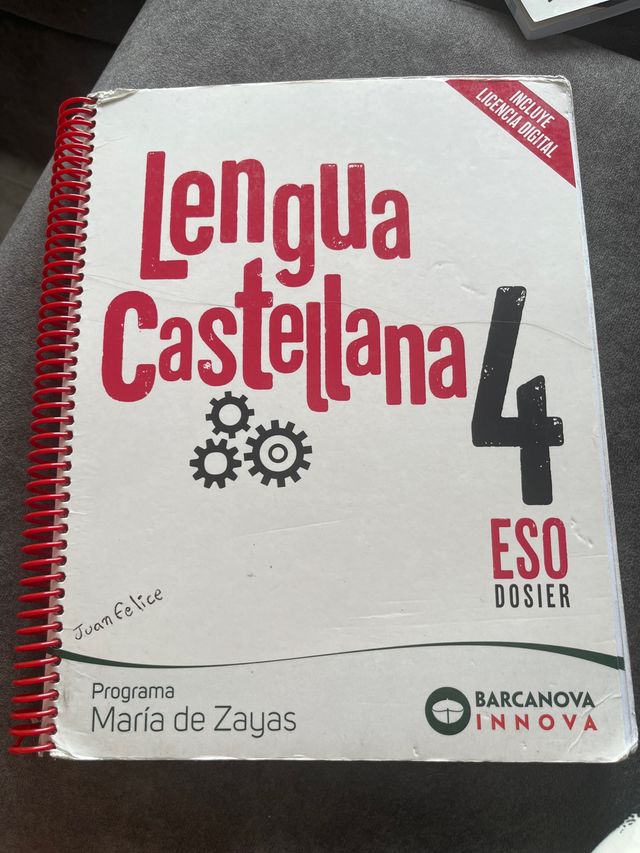 INCLUYE
LICENCIA DIGITAL
Lengua
Castellana
4
ESO
DOSIER
Juan Felice
Programa
María de Zayas
BARCANOVA
INNOVA